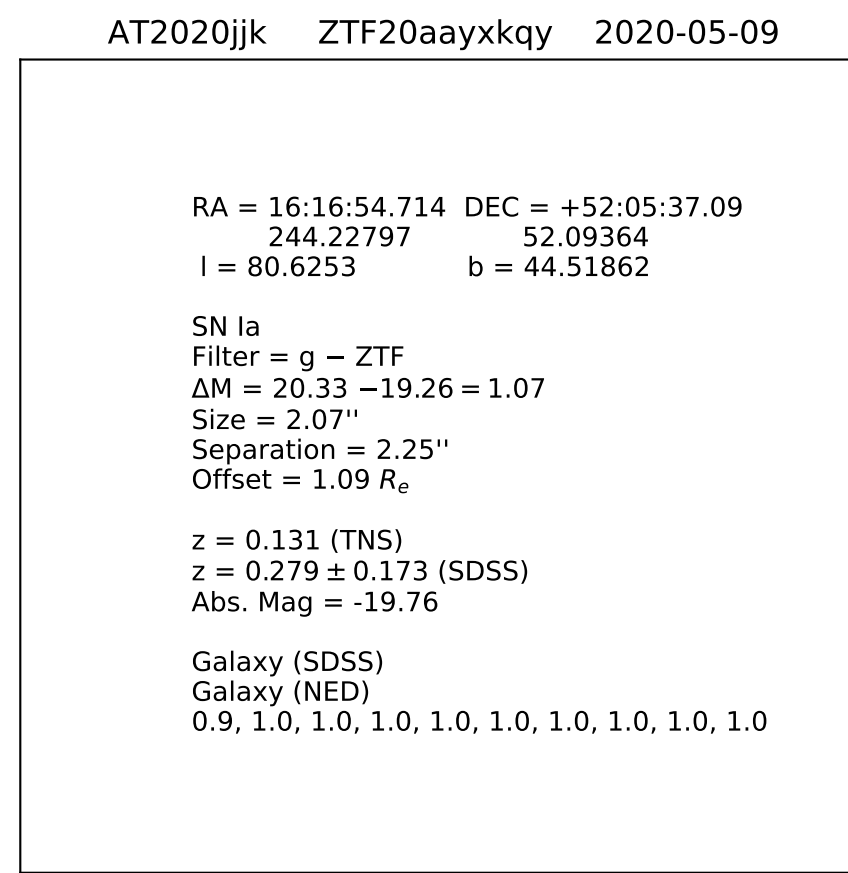 AT2020jjk ZTF20aayxkqy 2020-05-09
RA = 16:16:54.714 DEC = +52:05:37.09
244.22797 52.09364
l = 80.6253 b = 44.51862
SN Ia
Filter = g − ZTF
ΔM = 20.33 −19.26 = 1.07
Size = 2.07''
Separation = 2.25''
Offset = 1.09 Re
z = 0.131 (TNS)
z = 0.279 ± 0.173 (SDSS)
Abs. Mag = -19.76
Galaxy (SDSS)
Galaxy (NED)
0.9, 1.0, 1.0, 1.0, 1.0, 1.0, 1.0, 1.0, 1.0, 1.0